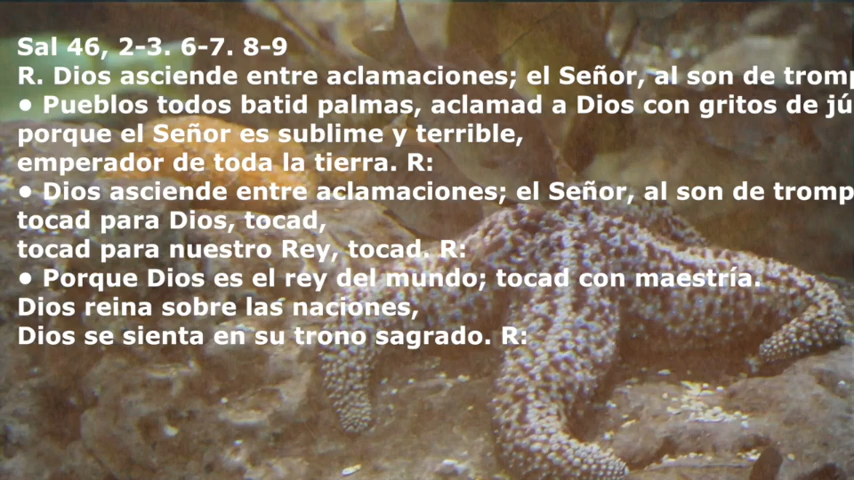 Sal 46, 2-3. 6-7. 8-9
R. Dios asciende entre aclamaciones; el Señor, al son de tromp
• Pueblos todos batid palmas, aclamad a Dios con gritos de jú
porque el Señor es sublime y terrible,
emperador de toda la tierra. R:
• Dios asciende entre aclamaciones; el Señor, al son de tromp
tocad para Dios, tocad,
tocad para nuestro Rey, tocad. R:
• Porque Dios es el rey del mundo; tocad con maestría.
Dios reina sobre las naciones,
Dios se sienta en su trono sagrado. R: